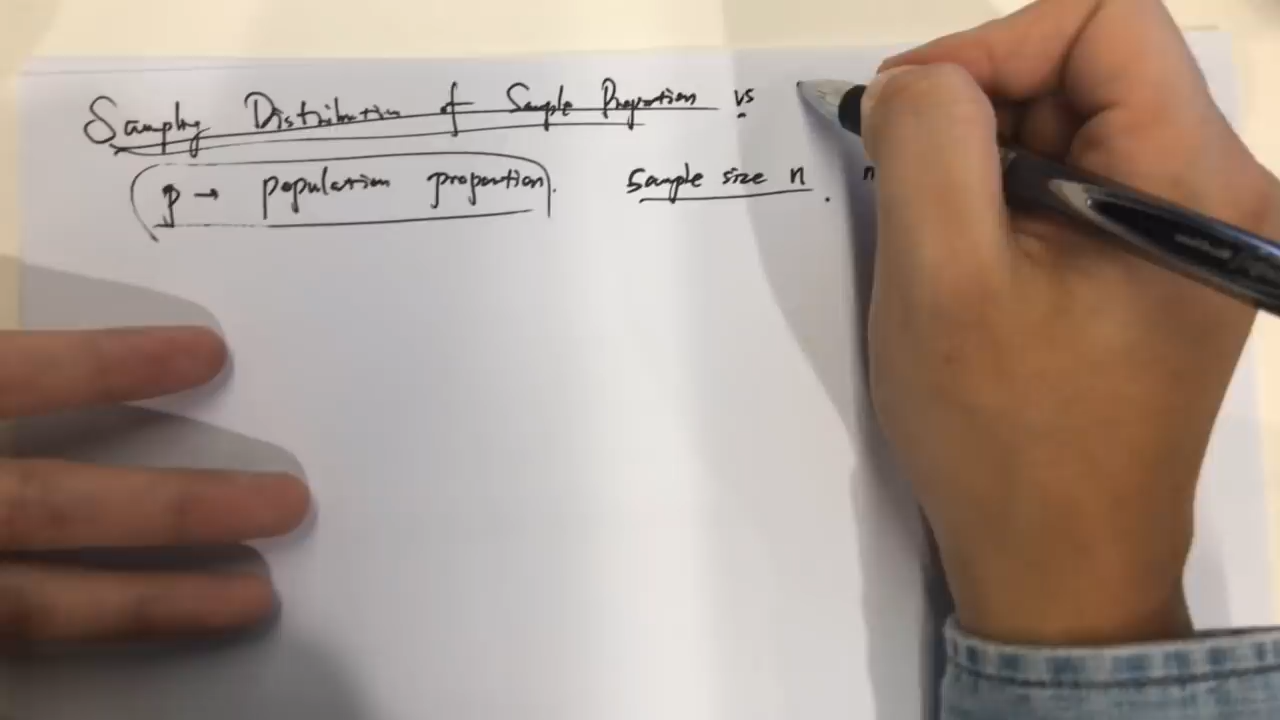 Sampling Distribution of Sample Proportion vs
p → population proportion. Sample size n. n